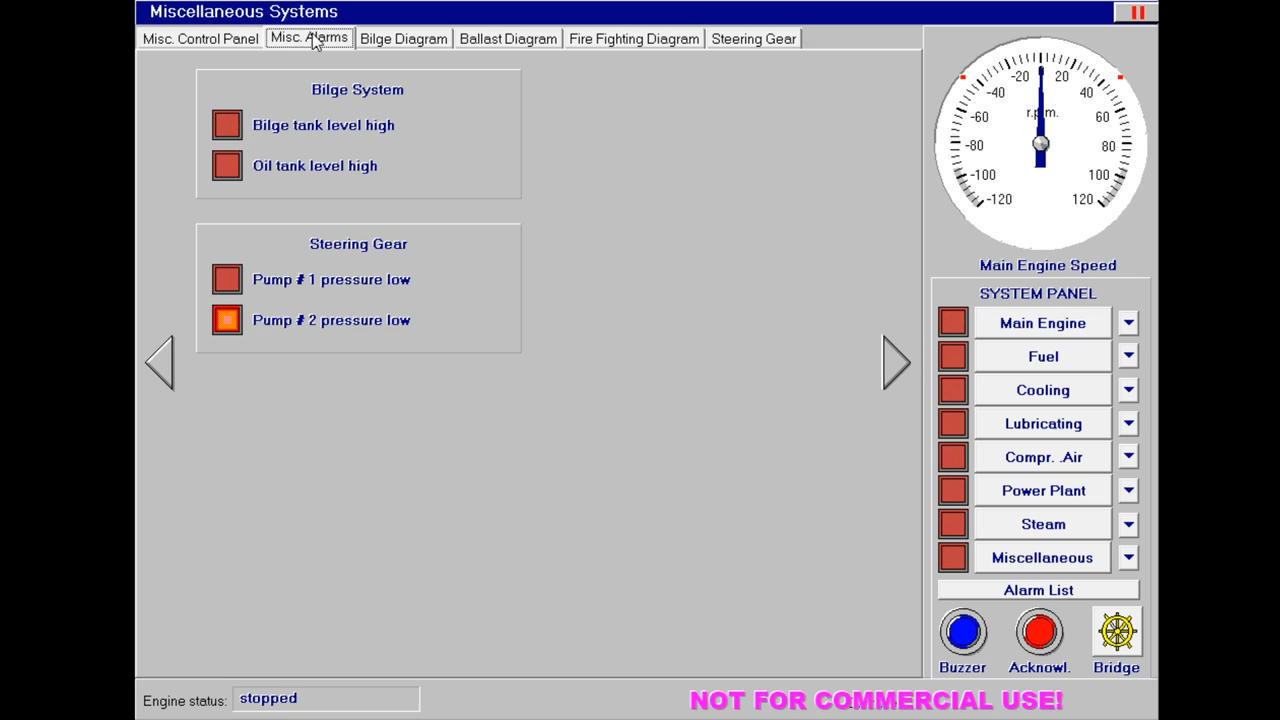 Miscellaneous Systems
Misc. Control Panel
Misc. Alarms
Bilge Diagram
Ballast Diagram
Fire Fighting Diagram
Steering Gear
Bilge System
Bilge tank level high
Oil tank level high
Steering Gear
Pump # 1 pressure low
Pump # 2 pressure low
-20 20
-40 40
r.p.m.
-60 60
-80 80
-100 100
-120 120
Main Engine Speed
SYSTEM PANEL
Main Engine
Fuel
Cooling
Lubricating
Compr. .Air
Power Plant
Steam
Miscellaneous
Alarm List
Buzzer Acknowl. Bridge
Engine status: stopped
NOT FOR COMMERCIAL USE!